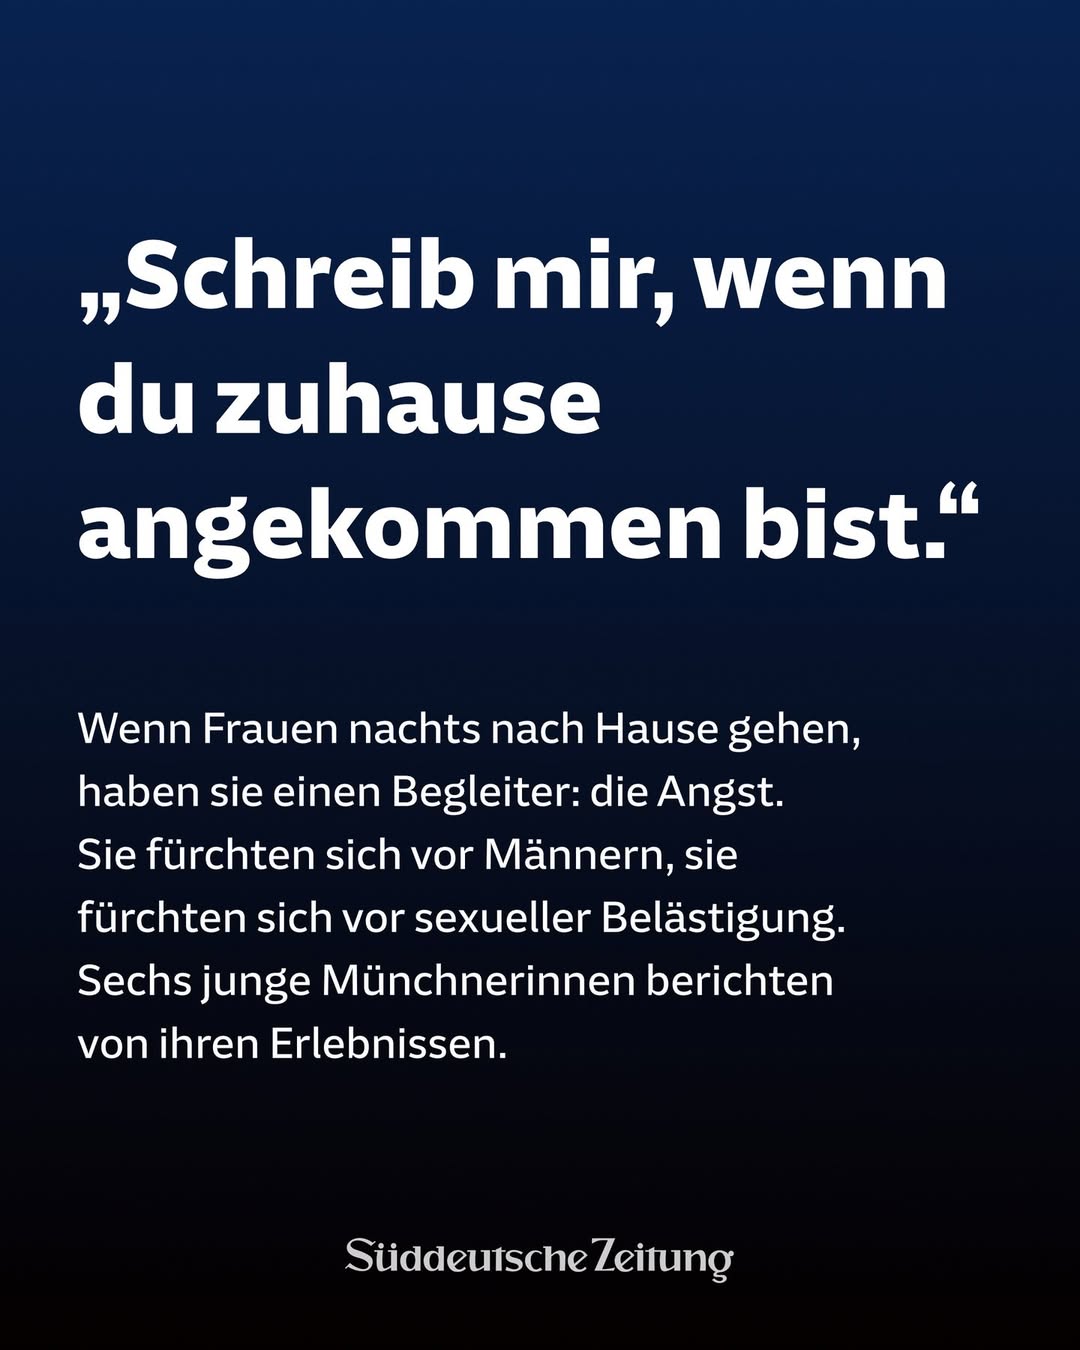 „Schreib mir, wenn
du zuhause
angekommen bist.“
Wenn Frauen nachts nach Hause gehen,
haben sie einen Begleiter: die Angst.
Sie fürchten sich vor Männern, sie
fürchten sich vor sexueller Belästigung.
Sechs junge Münchnerinnen berichten
von ihren Erlebnissen.
Süddeutsche Zeitung